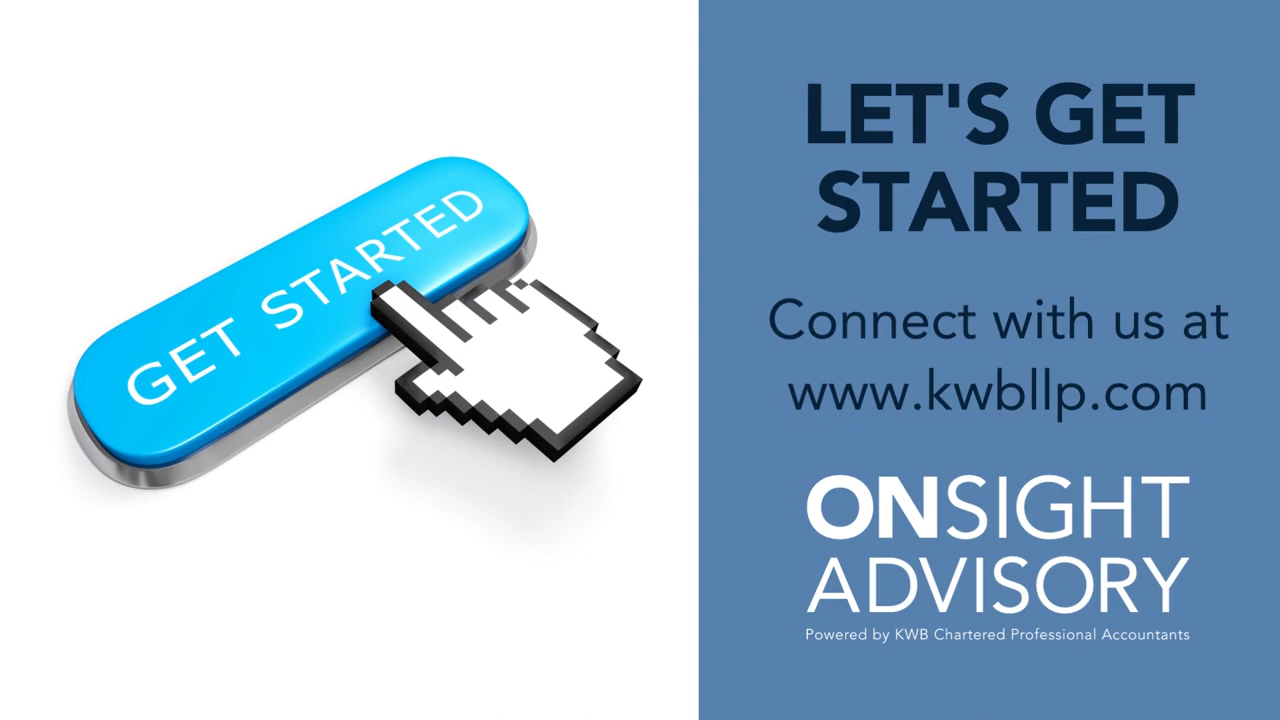 GET STARTED
LET'S GET
STARTED
Connect with us at
www.kwbllp.com
ONSIGHT
ADVISORY
Powered by KWB Chartered Professional Accountants